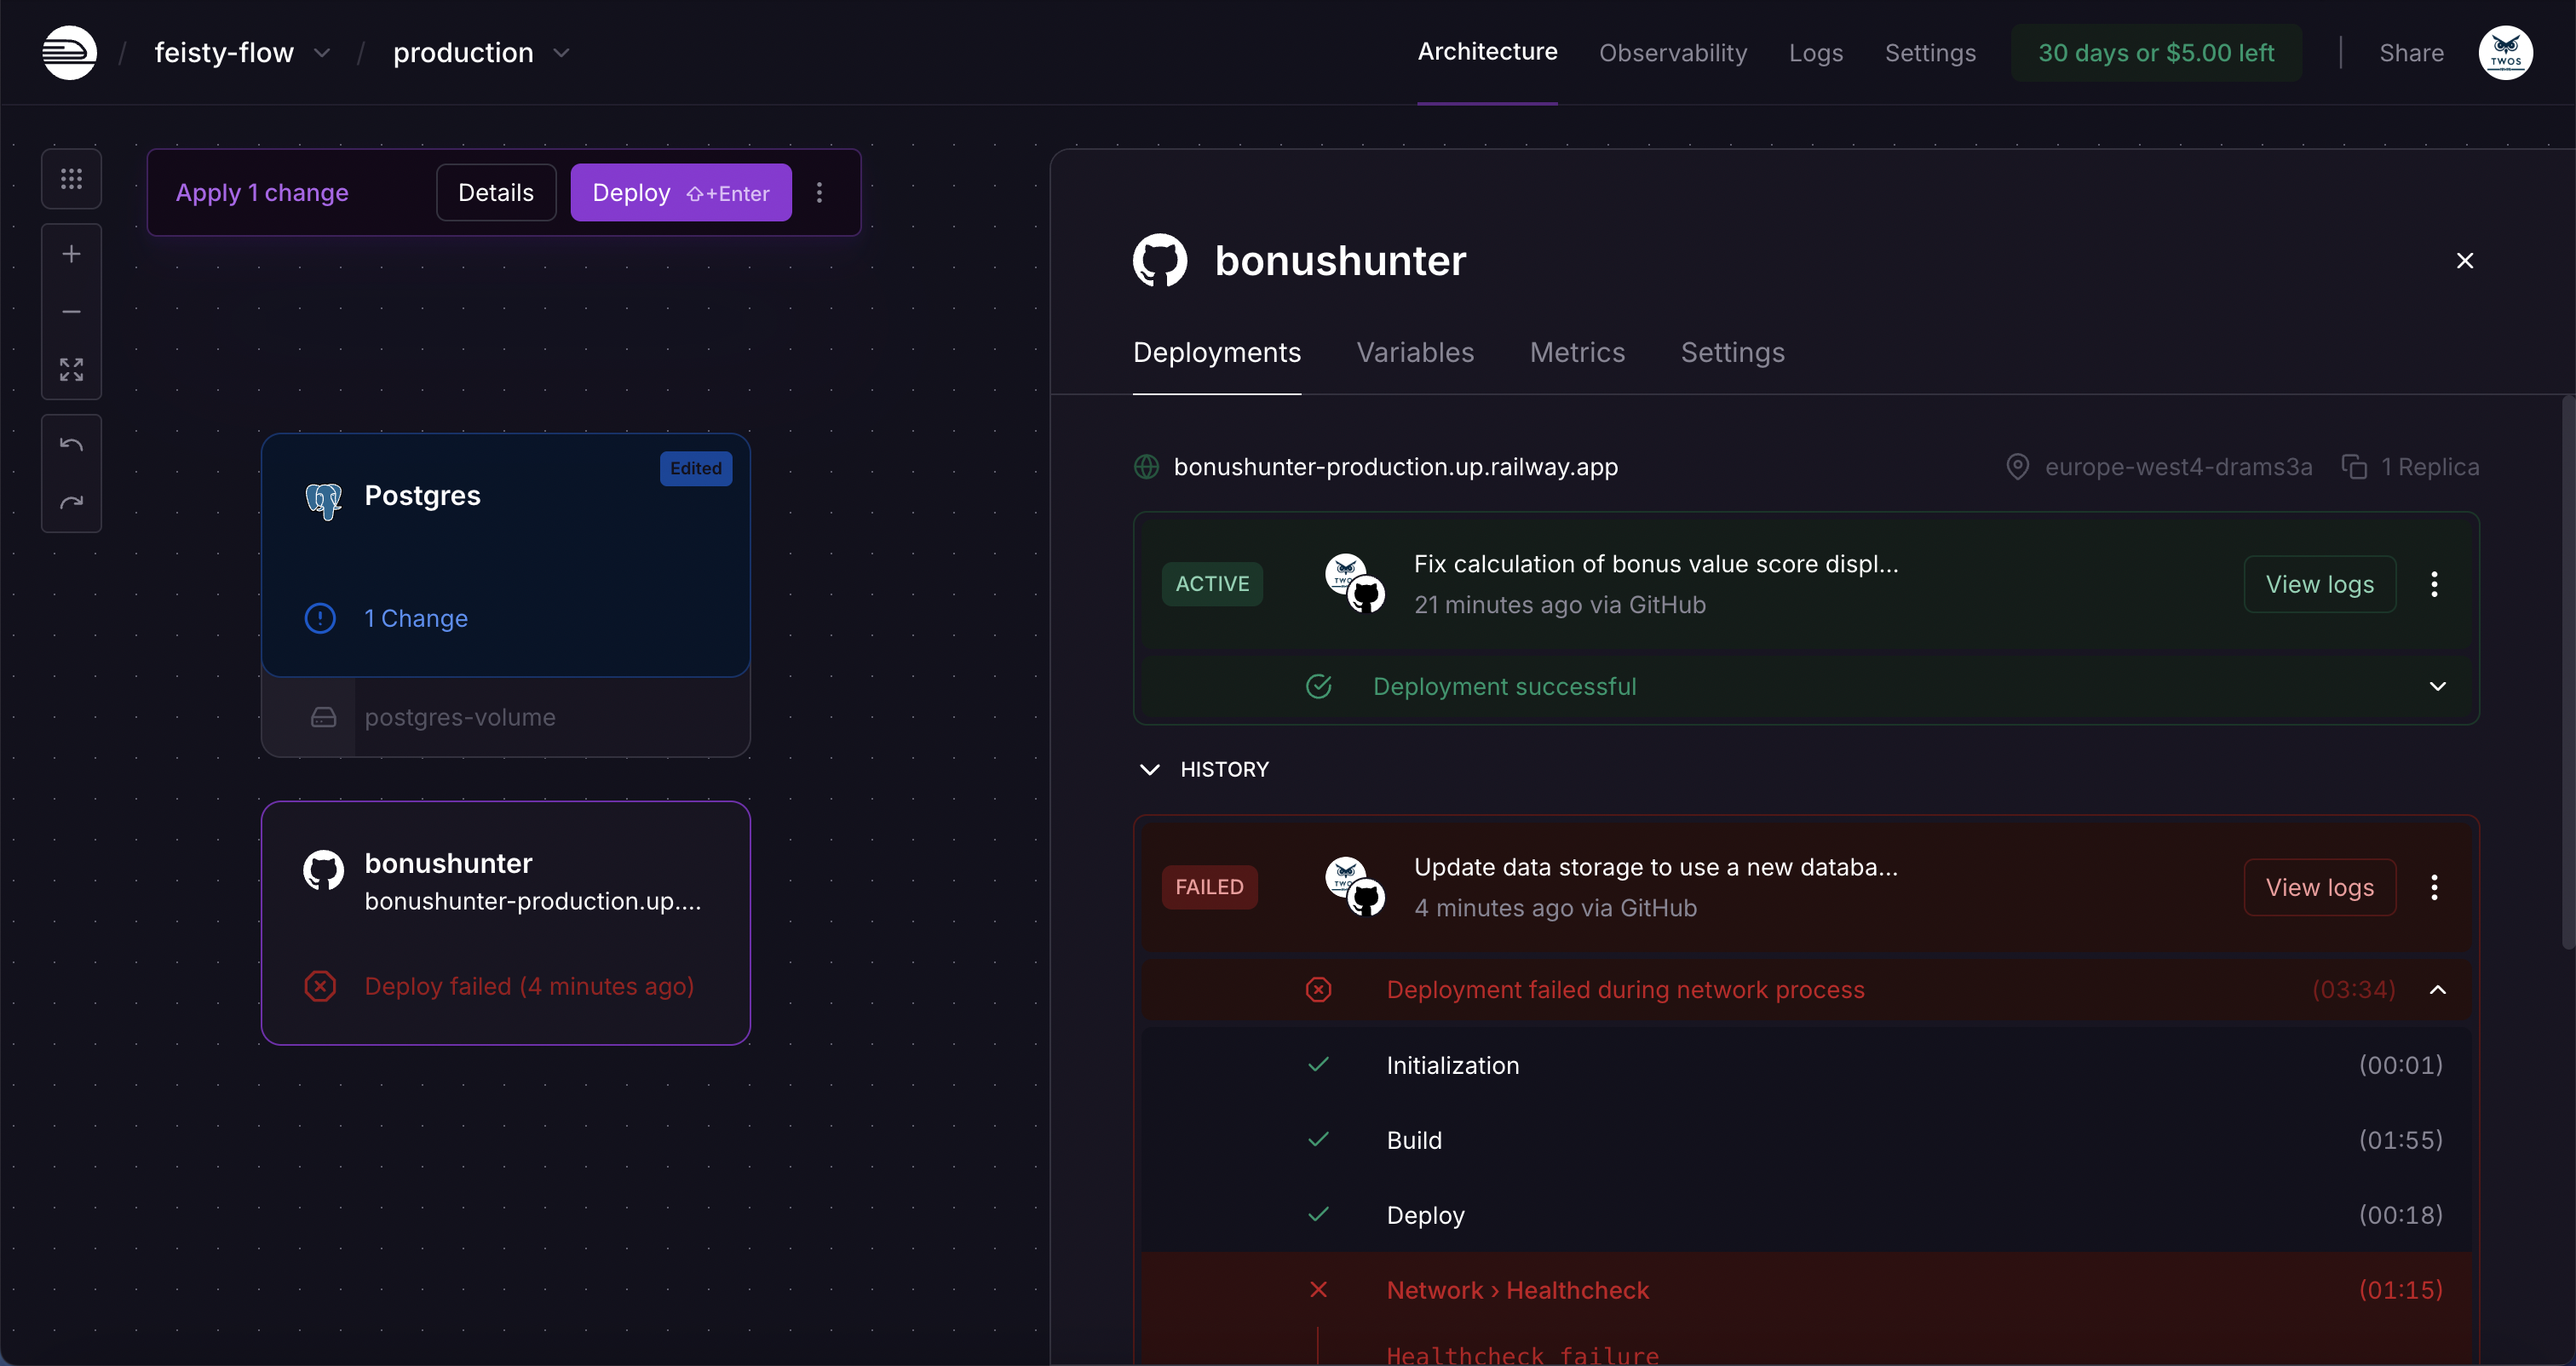 feisty-flow
production
Architecture
Observability
Logs
Settings
30 days or $5.00 left
Share
TWOS
Apply 1 change
Details
Deploy ⇧+Enter
Edited
Postgres
1 Change
postgres-volume
bonushunter
bonushunter-production.up....
Deploy failed (4 minutes ago)
bonushunter
Deployments
Variables
Metrics
Settings
bonushunter-production.up.railway.app
europe-west4-drams3a
1 Replica
ACTIVE
Fix calculation of bonus value score displ...
21 minutes ago via GitHub
View logs
Deployment successful
HISTORY
FAILED
Update data storage to use a new databa...
4 minutes ago via GitHub
View logs
Deployment failed during network process
(03:34)
Initialization
(00:01)
Build
(01:55)
Deploy
(00:18)
Network › Healthcheck
(01:15)
Healthcheck failure